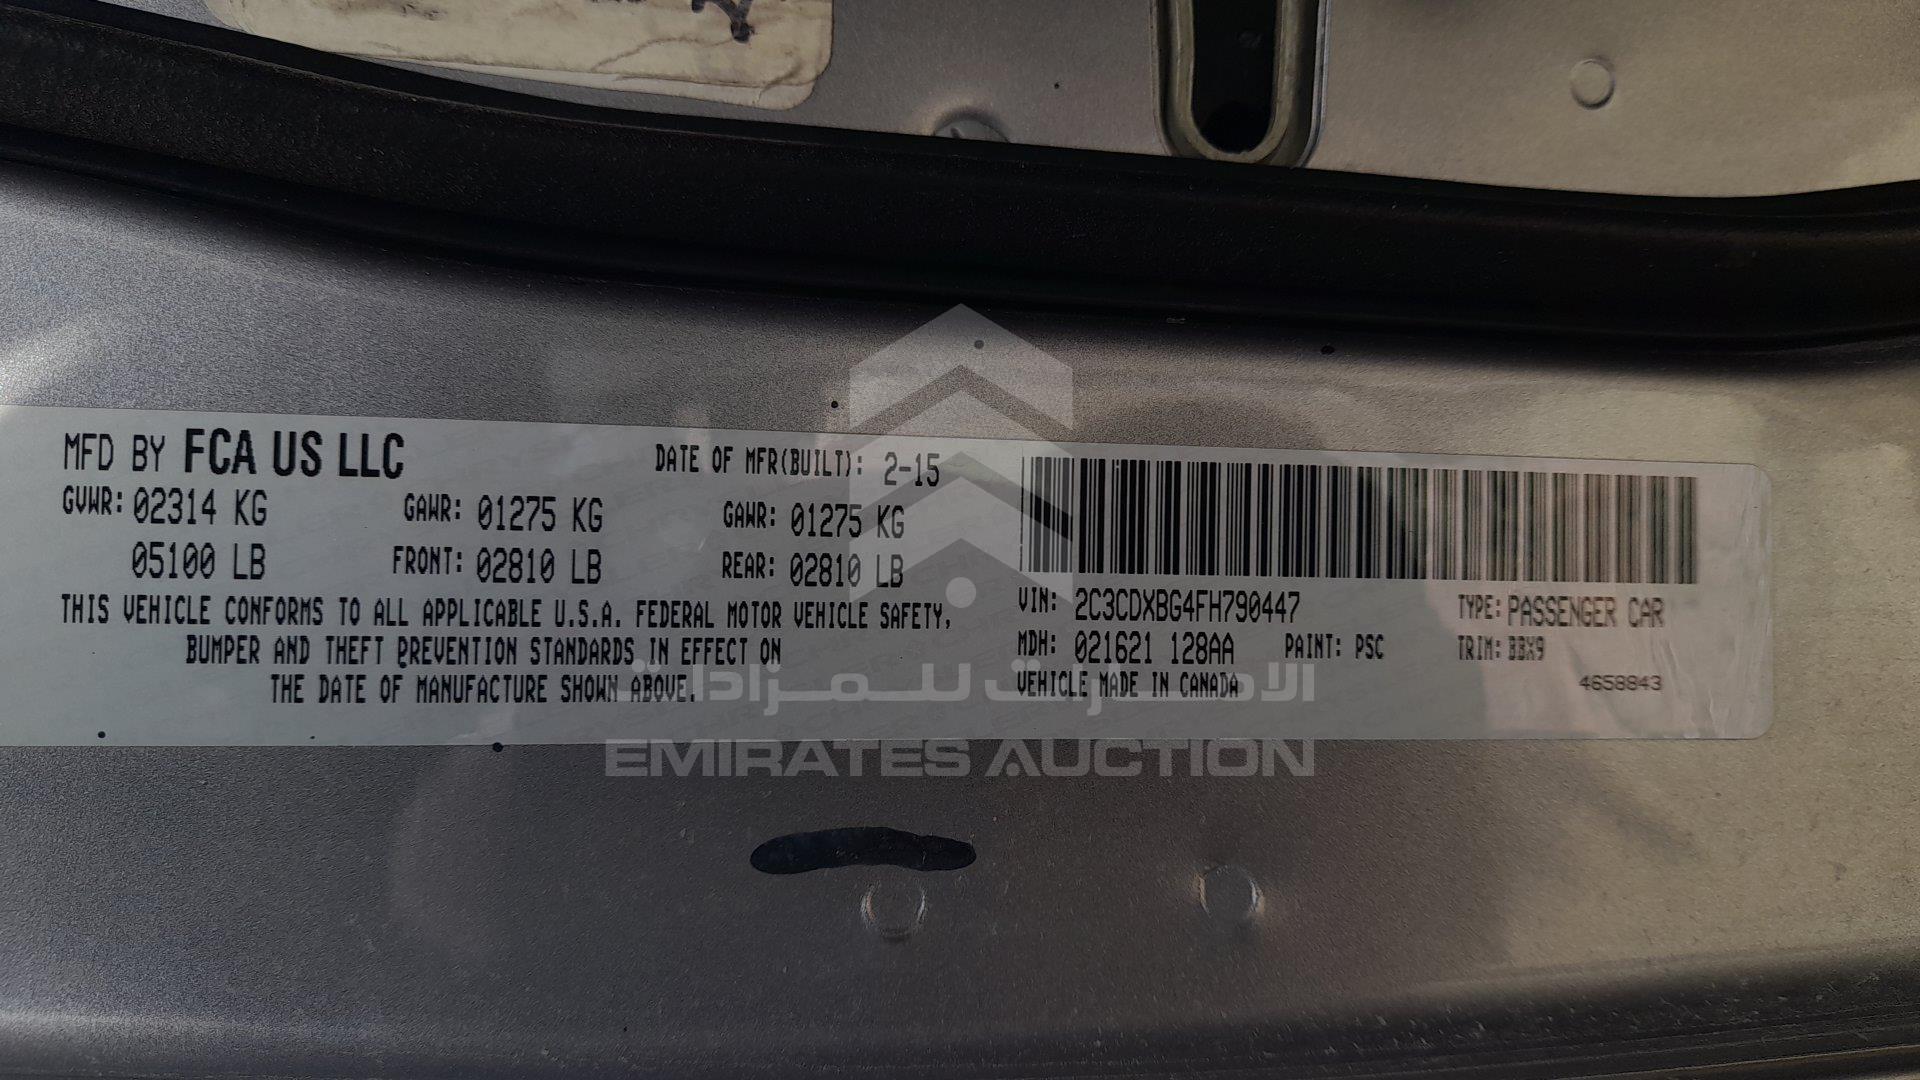 MFD BY FCA US LLC
DATE OF MFR(BUILT): 2-15
GVWR: 02314 KG GAWR: 01275 KG GAWR: 01275 KG
05100 LB FRONT: 02810 LB REAR: 02810 LB
THIS VEHICLE CONFORMS TO ALL APPLICABLE U.S.A. FEDERAL MOTOR VEHICLE SAFETY,
BUMPER AND THEFT PREVENTION STANDARDS IN EFFECT ON
THE DATE OF MANUFACTURE SHOWN ABOVE.
VIN: 2C3CDXBG4FH790447 TYPE: PASSENGER CAR
MDH: 021621 128AA PAINT: PSC TRIM: BBX9
VEHICLE MADE IN CANADA 4658843
الامارات للمزادات
EMIRATES AUCTION